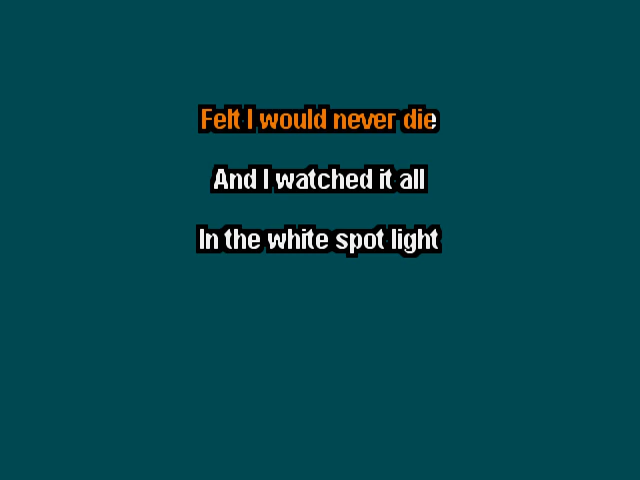 Felt I would never die
And I watched it all
In the white spot light